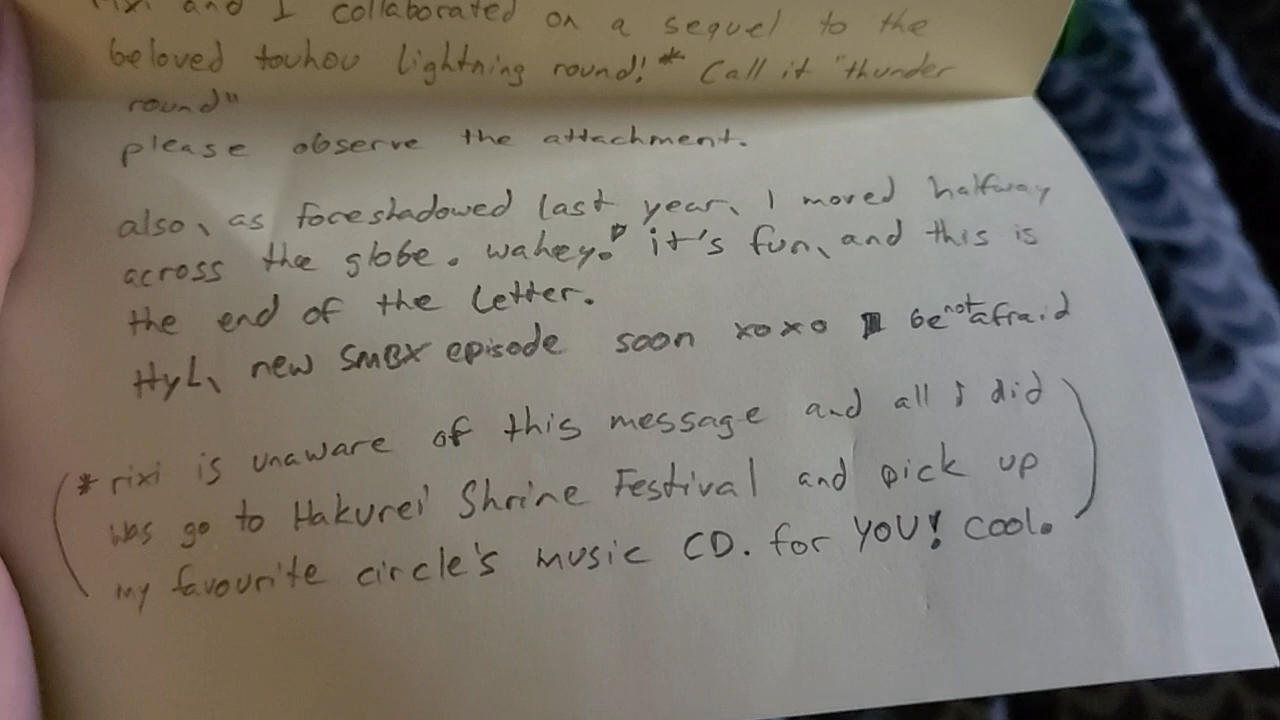 rixi and I collaborated on a sequel to the
beloved touhou lightning round!* Call it "thunder
round"
please observe the attachment.
also, as foreshadowed last year, I moved halfway
across the globe. wahey! it's fun, and this is
the end of the letter.
HyL, new SMBX episode soon xoxo be not afraid
(* rixi is unaware of this message and all I did
was go to Hakurei Shrine Festival and pick up
my favourite circle's music CD. for YOU! cool.)